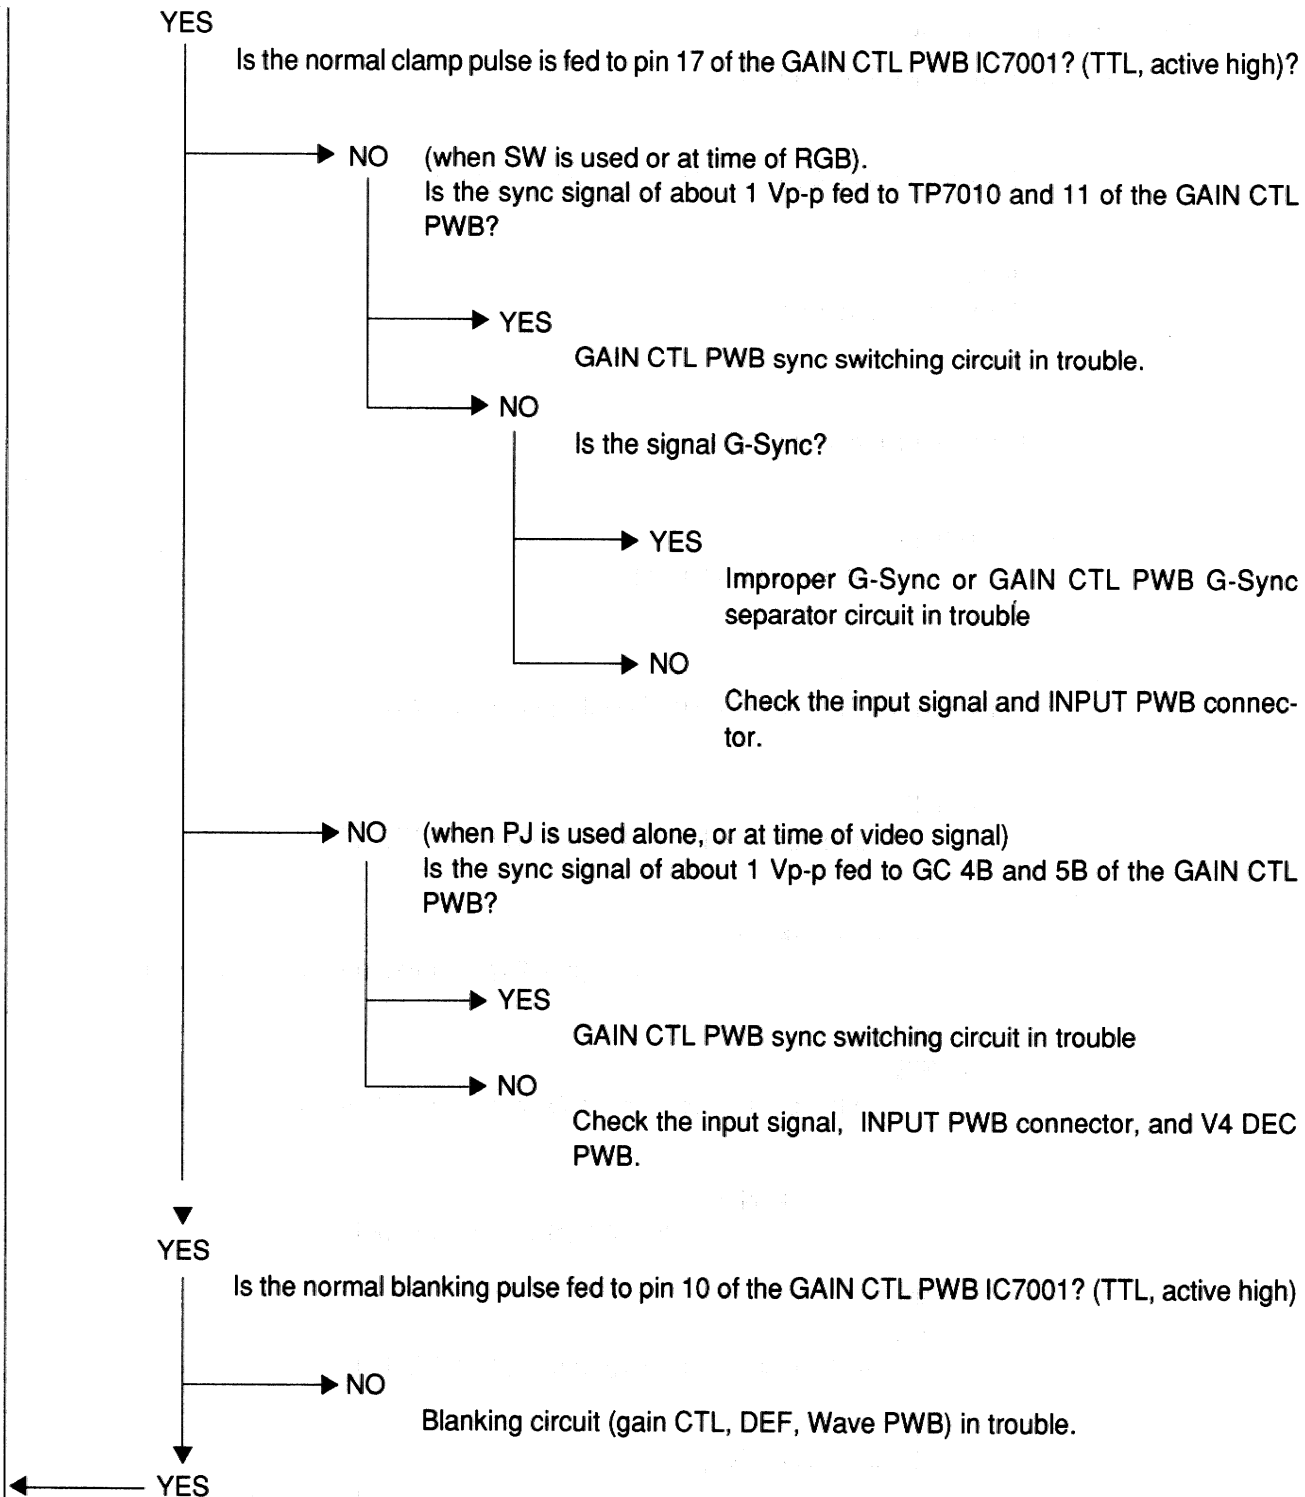 YES
Is the normal clamp pulse is fed to pin 17 of the GAIN CTL PWB IC7001? (TTL, active high)?
NO (when SW is used or at time of RGB).
Is the sync signal of about 1 Vp-p fed to TP7010 and 11 of the GAIN CTL
PWB?
YES
GAIN CTL PWB sync switching circuit in trouble.
NO
Is the signal G-Sync?
YES
Improper G-Sync or GAIN CTL PWB G-Sync
separator circuit in trouble
NO
Check the input signal and INPUT PWB connec-
tor.
NO (when PJ is used alone, or at time of video signal)
Is the sync signal of about 1 Vp-p fed to GC 4B and 5B of the GAIN CTL
PWB?
YES
GAIN CTL PWB sync switching circuit in trouble
NO
Check the input signal, INPUT PWB connector, and V4 DEC
PWB.
YES
Is the normal blanking pulse fed to pin 10 of the GAIN CTL PWB IC7001? (TTL, active high)
NO
Blanking circuit (gain CTL, DEF, Wave PWB) in trouble.
YES